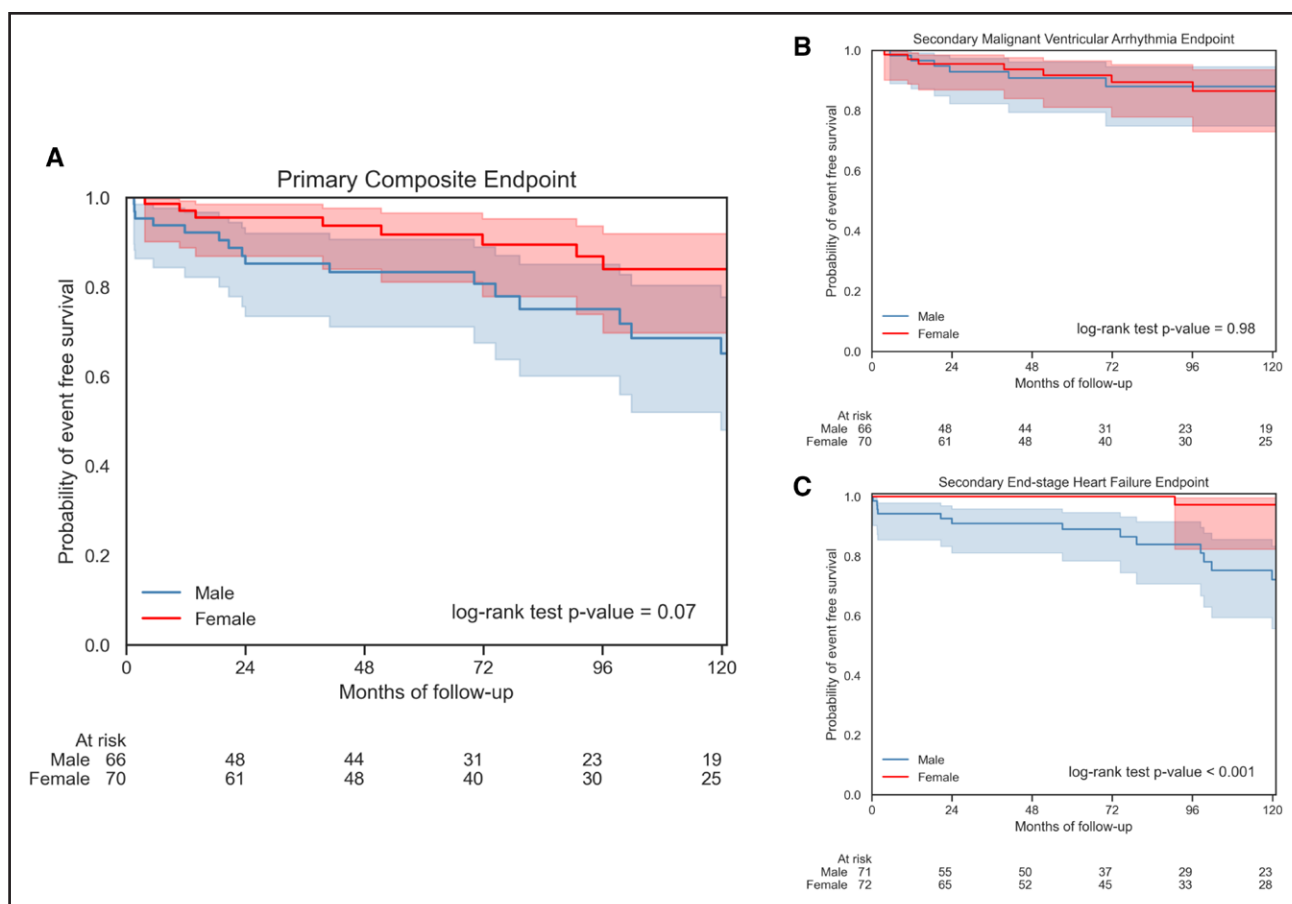 A
Primary Composite Endpoint
Probability of event free survival
1.0
0.8
0.6
0.4
0.2
0.0
Male
Female
log-rank test p-value = 0.07
0 24 48 72 96 120
Months of follow-up
At risk
Male 66 48 44 31 23 19
Female 70 61 48 40 30 25
B
Secondary Malignant Ventricular Arrhythmia Endpoint
Probability of event free survival
1.0
0.8
0.6
0.4
0.2
0.0
Male
Female
log-rank test p-value = 0.98
0 24 48 72 96 120
Months of follow-up
At risk
Male 66 48 44 31 23 19
Female 70 61 48 40 30 25
C
Secondary End-stage Heart Failure Endpoint
Probability of event free survival
1.0
0.8
0.6
0.4
0.2
0.0
Male
Female
log-rank test p-value < 0.001
0 24 48 72 96 120
Months of follow-up
At risk
Male 71 55 50 37 29 23
Female 72 65 52 45 33 28